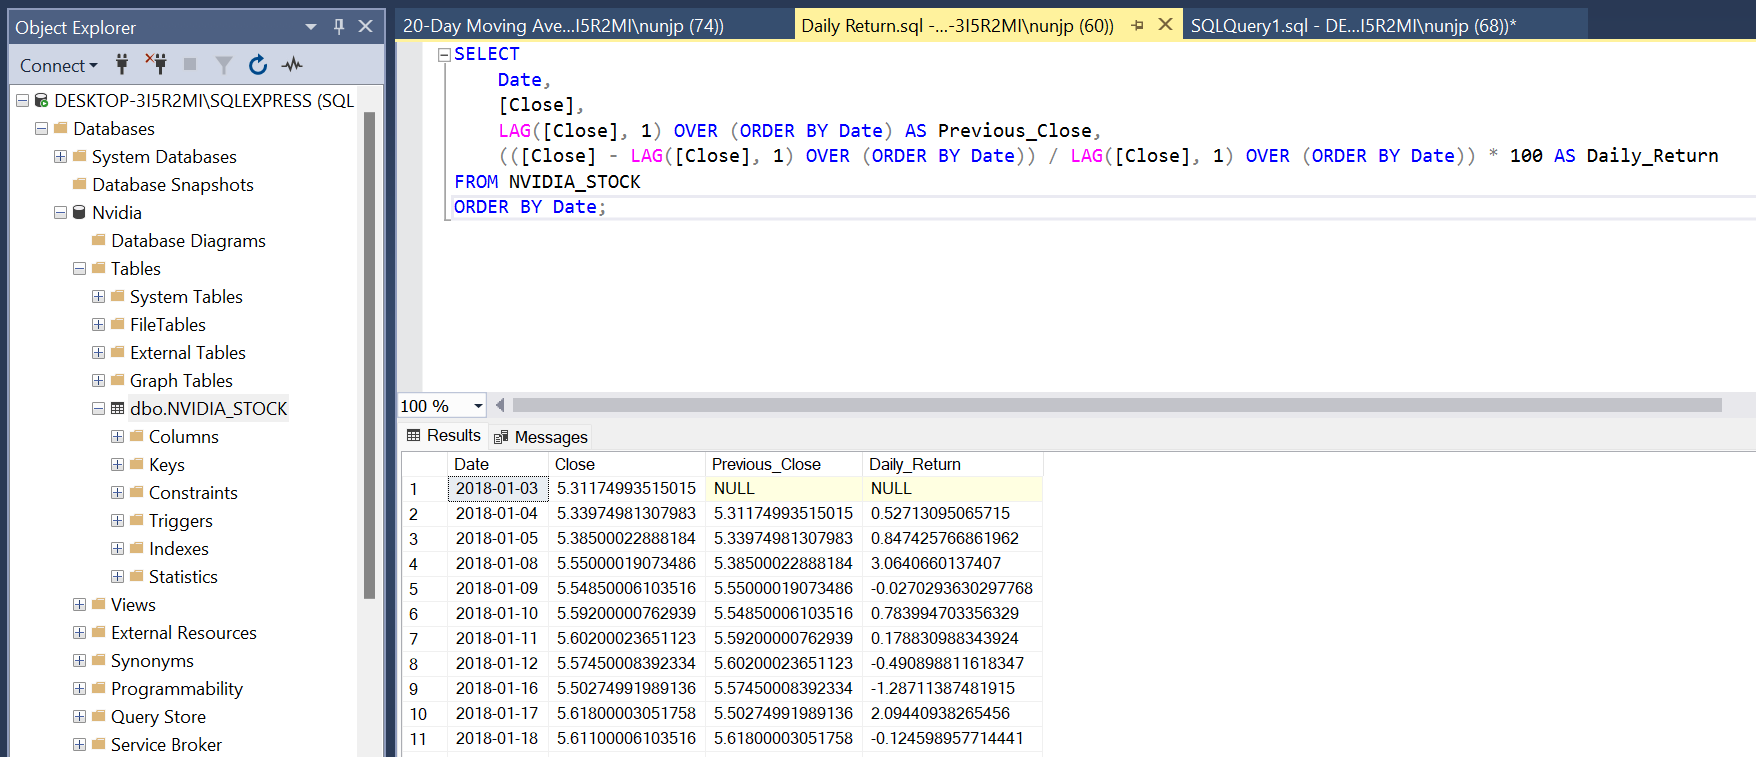 Object Explorer
Connect
DESKTOP-3I5R2MI\SQLEXPRESS (SQL
Databases
System Databases
Database Snapshots
Nvidia
Database Diagrams
Tables
System Tables
FileTables
External Tables
Graph Tables
dbo.NVIDIA_STOCK
Columns
Keys
Constraints
Triggers
Indexes
Statistics
Views
External Resources
Synonyms
Programmability
Query Store
Service Broker
20-Day Moving Ave...I5R2MI\nunjp (74)) Daily Return.sql -...-3I5R2MI\nunjp (60)) SQLQuery1.sql - DE...I5R2MI\nunjp (68))*
SELECT
Date,
[Close],
LAG([Close], 1) OVER (ORDER BY Date) AS Previous_Close,
(([Close] - LAG([Close], 1) OVER (ORDER BY Date)) / LAG([Close], 1) OVER (ORDER BY Date)) * 100 AS Daily_Return
FROM NVIDIA_STOCK
ORDER BY Date;
100 %
Results Messages
Date Close Previous_Close Daily_Return
1 2018-01-03 5.31174993515015 NULL NULL
2 2018-01-04 5.33974981307983 5.31174993515015 0.52713095065715
3 2018-01-05 5.38500022888184 5.33974981307983 0.847425766861962
4 2018-01-08 5.55000019073486 5.38500022888184 3.0640660137407
5 2018-01-09 5.54850006103516 5.55000019073486 -0.0270293630297768
6 2018-01-10 5.59200000762939 5.54850006103516 0.783994703356329
7 2018-01-11 5.60200023651123 5.59200000762939 0.178830988343924
8 2018-01-12 5.57450008392334 5.60200023651123 -0.490898811618347
9 2018-01-16 5.50274991989136 5.57450008392334 -1.28711387481915
10 2018-01-17 5.61800003051758 5.50274991989136 2.09440938265456
11 2018-01-18 5.61100006103516 5.61800003051758 -0.124598957714441